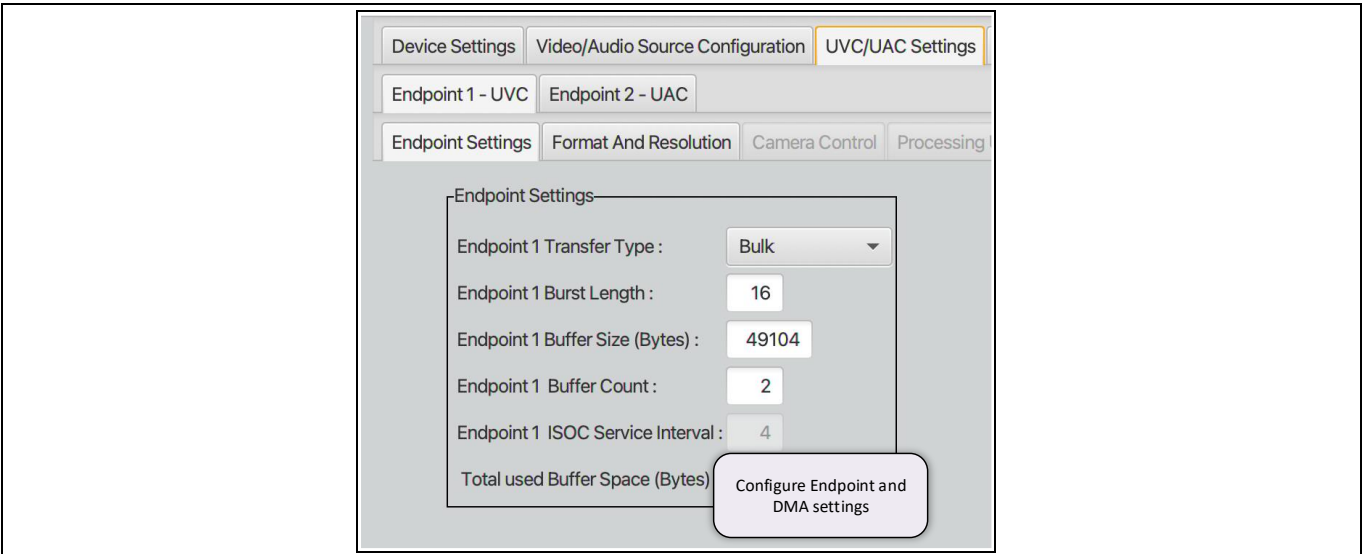 Device Settings Video/Audio Source Configuration UVC/UAC Settings
Endpoint 1 - UVC Endpoint 2 - UAC
Endpoint Settings Format And Resolution Camera Control Processing
Endpoint Settings
Endpoint 1 Transfer Type : Bulk
Endpoint 1 Burst Length : 16
Endpoint 1 Buffer Size (Bytes) : 49104
Endpoint 1 Buffer Count : 2
Endpoint 1 ISOC Service Interval : 4
Total used Buffer Space (Bytes)
Configure Endpoint and
DMA settings